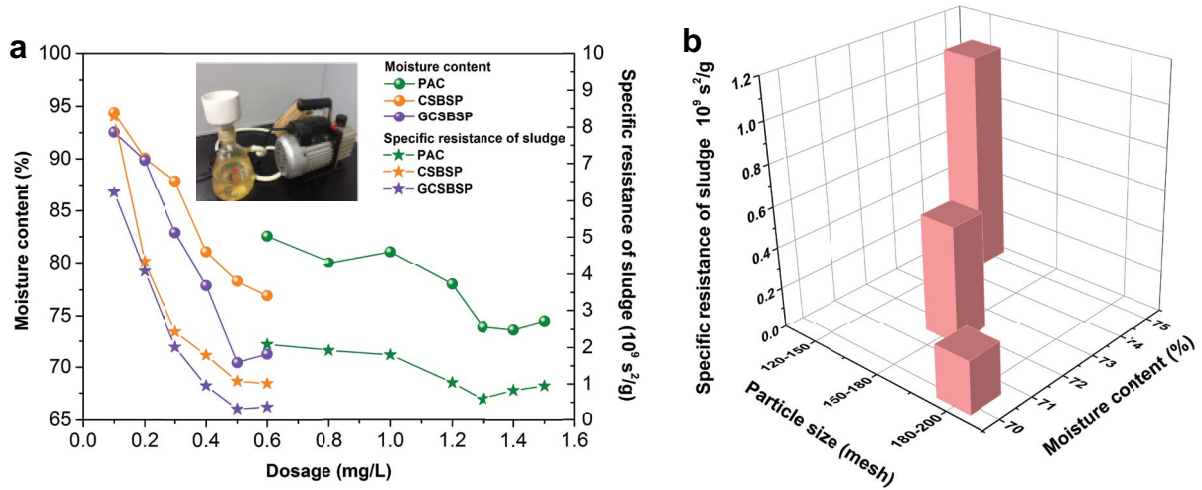 a
100
95
90
85
80
75
70
65
Moisture content (%)
0.0 0.2 0.4 0.6 0.8 1.0 1.2 1.4 1.6
Dosage (mg/L)
10
9
8
7
6
5
4
3
2
1
0
Specific resistance of sludge (10⁹ s²/g)
Moisture content
PAC
CSBSP
GCSBSP
Specific resistance of sludge
PAC
CSBSP
GCSBSP
b
1.2
1.0
0.8
0.6
0.4
0.2
0.0
Specific resistance of sludge 10⁹ s²/g
120-150
150-180
180-200
Particle size (mesh)
75
74
73
72
71
70
Moisture content (%)